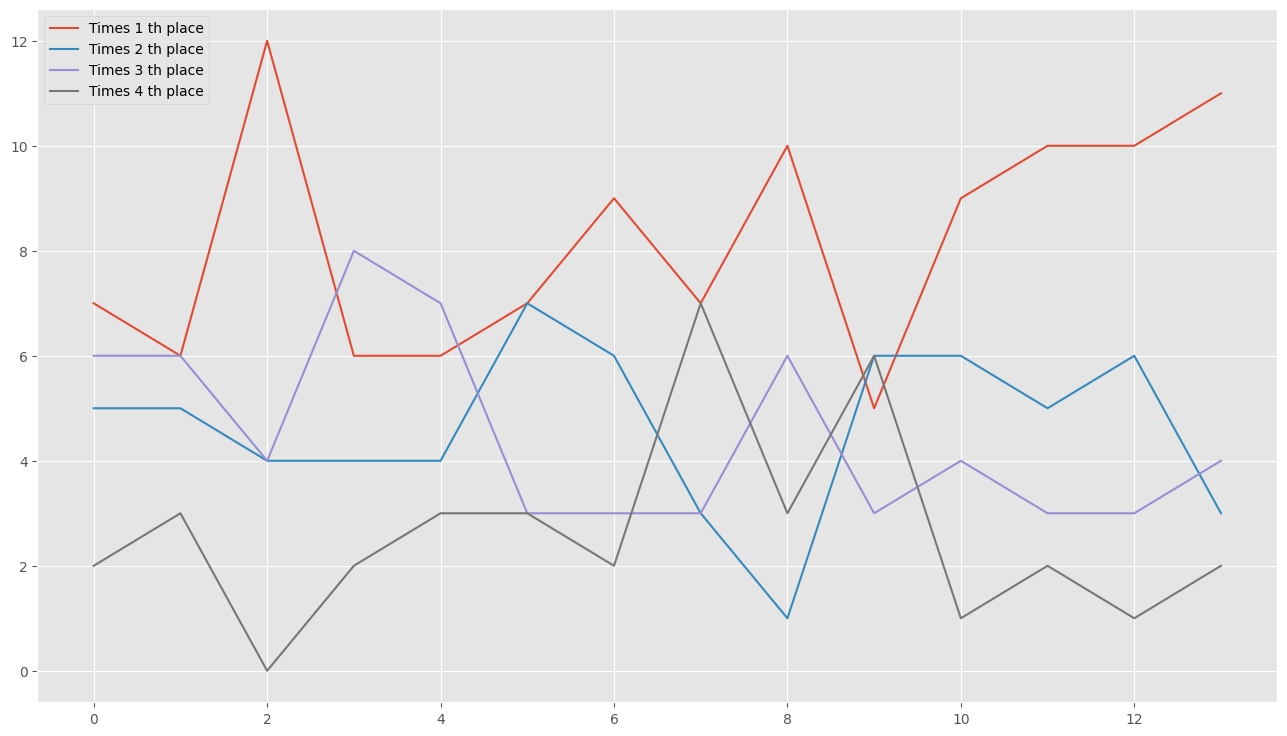 Times 1 th place
Times 2 th place
Times 3 th place
Times 4 th place
12
10
8
6
4
2
0
0 2 4 6 8 10 12